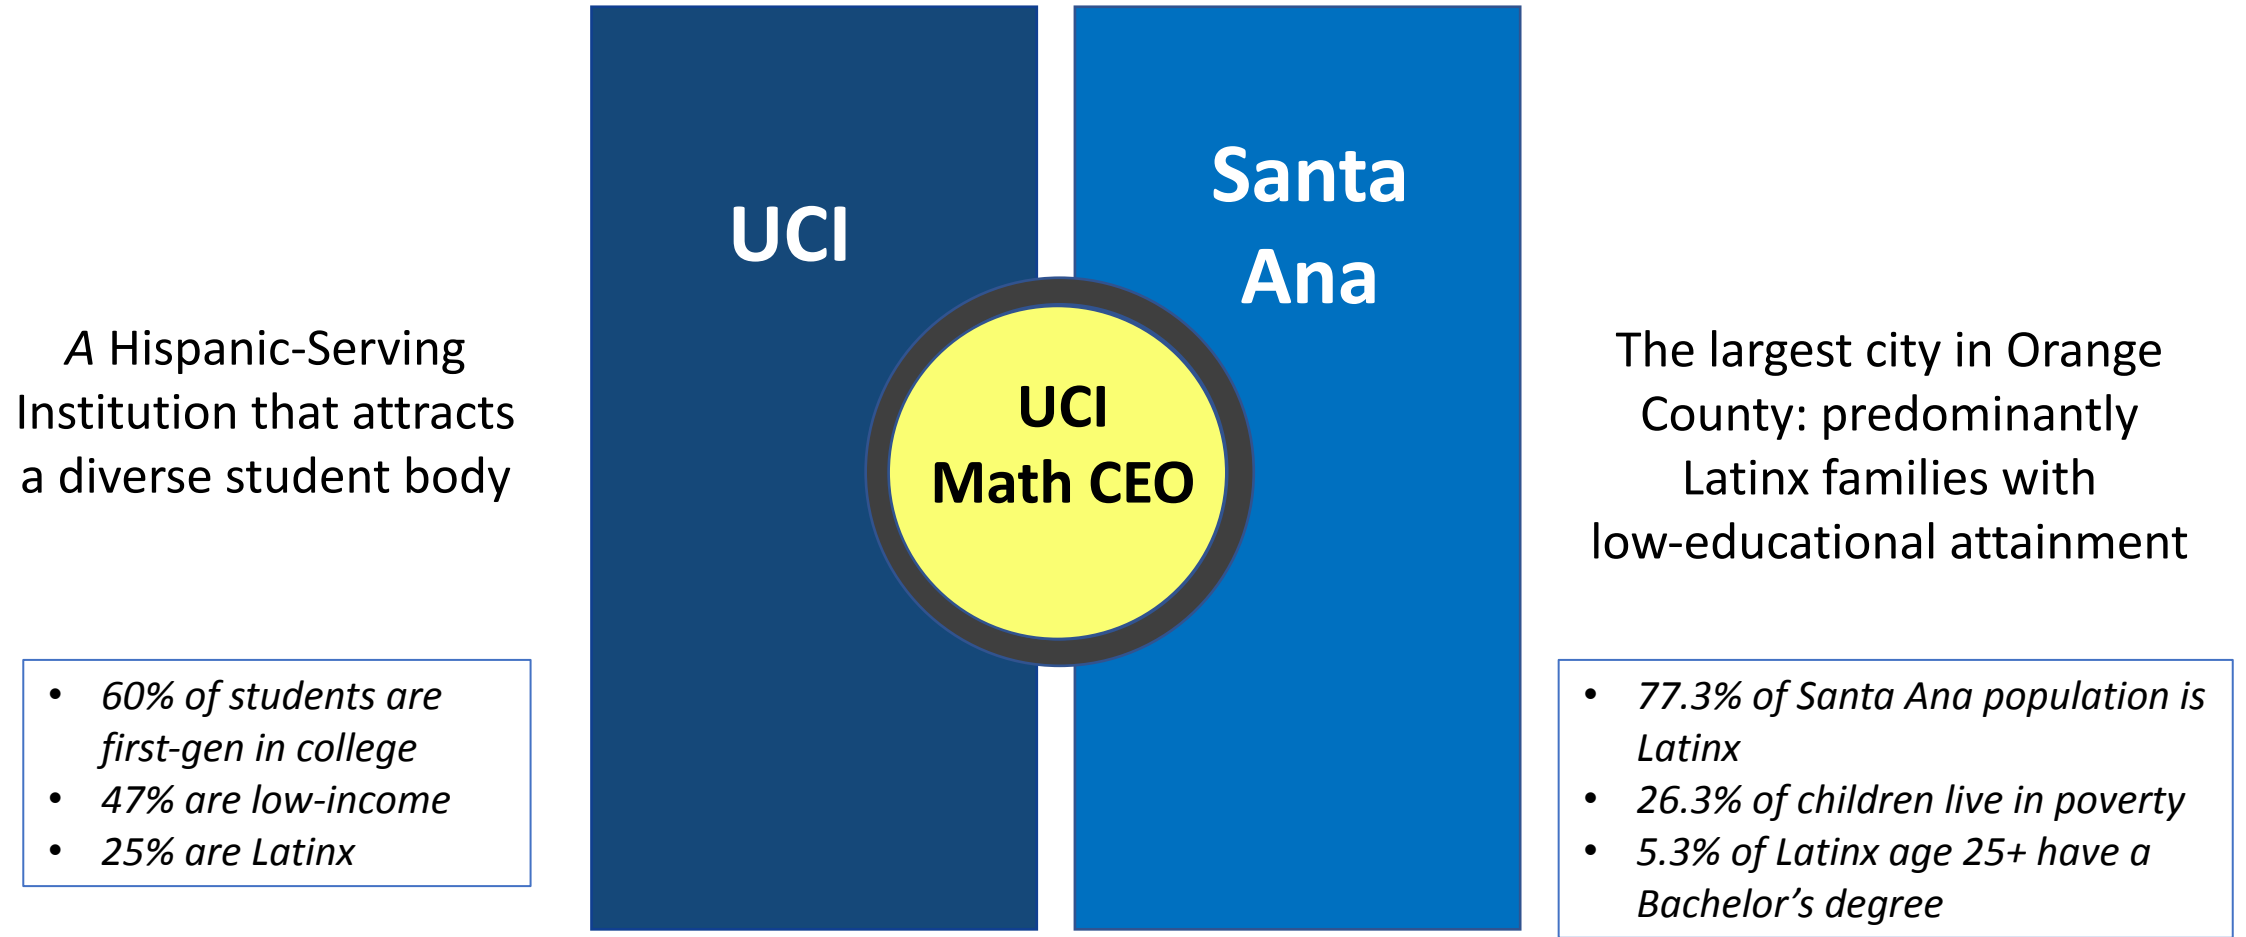 A Hispanic-Serving
Institution that attracts
a diverse student body
• 60% of students are
first-gen in college
• 47% are low-income
• 25% are Latinx
UCI
Santa
Ana
UCI
Math CEO
The largest city in Orange
County: predominantly
Latinx families with
low-educational attainment
• 77.3% of Santa Ana population is
Latinx
• 26.3% of children live in poverty
• 5.3% of Latinx age 25+ have a
Bachelor’s degree